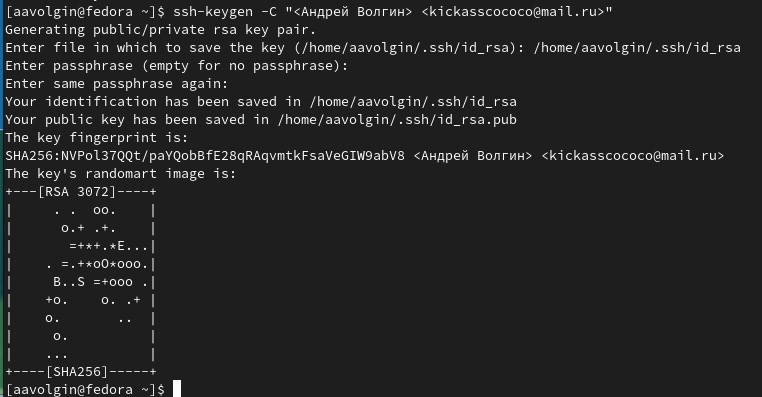 [aavolgin@fedora ~]$ ssh-keygen -C "<Андрей Волгин> <kickasscococo@mail.ru>"
Generating public/private rsa key pair.
Enter file in which to save the key (/home/aavolgin/.ssh/id_rsa): /home/aavolgin/.ssh/id_rsa
Enter passphrase (empty for no passphrase):
Enter same passphrase again:
Your identification has been saved in /home/aavolgin/.ssh/id_rsa
Your public key has been saved in /home/aavolgin/.ssh/id_rsa.pub
The key fingerprint is:
SHA256:NVPol37QQt/paYQobBfE28qRAqvmtkFsaVeGIW9abV8 <Андрей Волгин> <kickasscococo@mail.ru>
The key's randomart image is:
+---[RSA 3072]----+
|     . .  oo.    |
|      o.+ .+.    |
|       =+*+.*E...|
|    . =.+*oO*ooo.|
|     B..S =+ooo .|
|    +o.    o. .+ |
|    o.       ..  |
|     o.          |
|    ...          |
+----[SHA256]-----+
[aavolgin@fedora ~]$